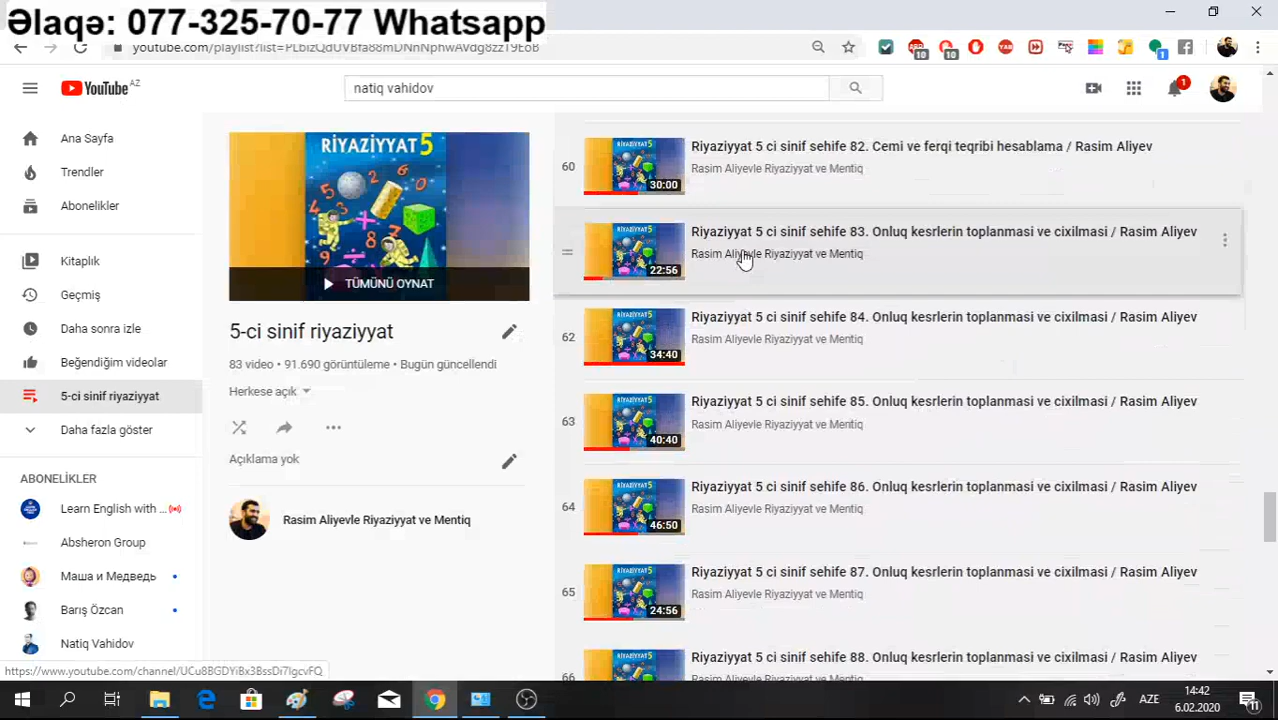 Əlaqə: 077-325-70-77 Whatsapp
youtube.com/playlist?list=PLbizQdUVBfa88mDNnNphwAVdg8zzT9EoB
10
10
1
YouTube AZ
natiq vahidov
1
Ana Sayfa
Trendler
Abonelikler
Kitaplık
Geçmiş
Daha sonra izle
Beğendiğim videolar
5-ci sinif riyaziyyat
Daha fazla göster
ABONELİKLER
Learn English with ...
Absheron Group
Маша и Медведь
Barış Özcan
Natiq Vahidov
RİYAZİYYAT 5
TÜMÜNÜ OYNAT
5-ci sinif riyaziyyat
83 video • 91.690 görüntüleme • Bugün güncellendi
Herkese açık
Açıklama yok
Rasim Aliyevle Riyaziyyat ve Mentiq
60
30:00
Riyaziyyat 5 ci sinif sehife 82. Cemi ve ferqi teqribi hesablama / Rasim Aliyev
Rasim Aliyevle Riyaziyyat ve Mentiq
22:56
Riyaziyyat 5 ci sinif sehife 83. Onluq kesrlerin toplanmasi ve cixilmasi / Rasim Aliyev
Rasim Aliyevle Riyaziyyat ve Mentiq
62
34:40
Riyaziyyat 5 ci sinif sehife 84. Onluq kesrlerin toplanmasi ve cixilmasi / Rasim Aliyev
Rasim Aliyevle Riyaziyyat ve Mentiq
63
40:40
Riyaziyyat 5 ci sinif sehife 85. Onluq kesrlerin toplanmasi ve cixilmasi / Rasim Aliyev
Rasim Aliyevle Riyaziyyat ve Mentiq
64
46:50
Riyaziyyat 5 ci sinif sehife 86. Onluq kesrlerin toplanmasi ve cixilmasi / Rasim Aliyev
Rasim Aliyevle Riyaziyyat ve Mentiq
65
24:56
Riyaziyyat 5 ci sinif sehife 87. Onluq kesrlerin toplanmasi ve cixilmasi / Rasim Aliyev
Rasim Aliyevle Riyaziyyat ve Mentiq
66
Riyaziyyat 5 ci sinif sehife 88. Onluq kesrlerin toplanmasi ve cixilmasi / Rasim Aliyev
https://www.youtube.com/channel/UCu8BGDYiBx3BssDi7IgcvFQ
AZE
14:42
6.02.2020
11